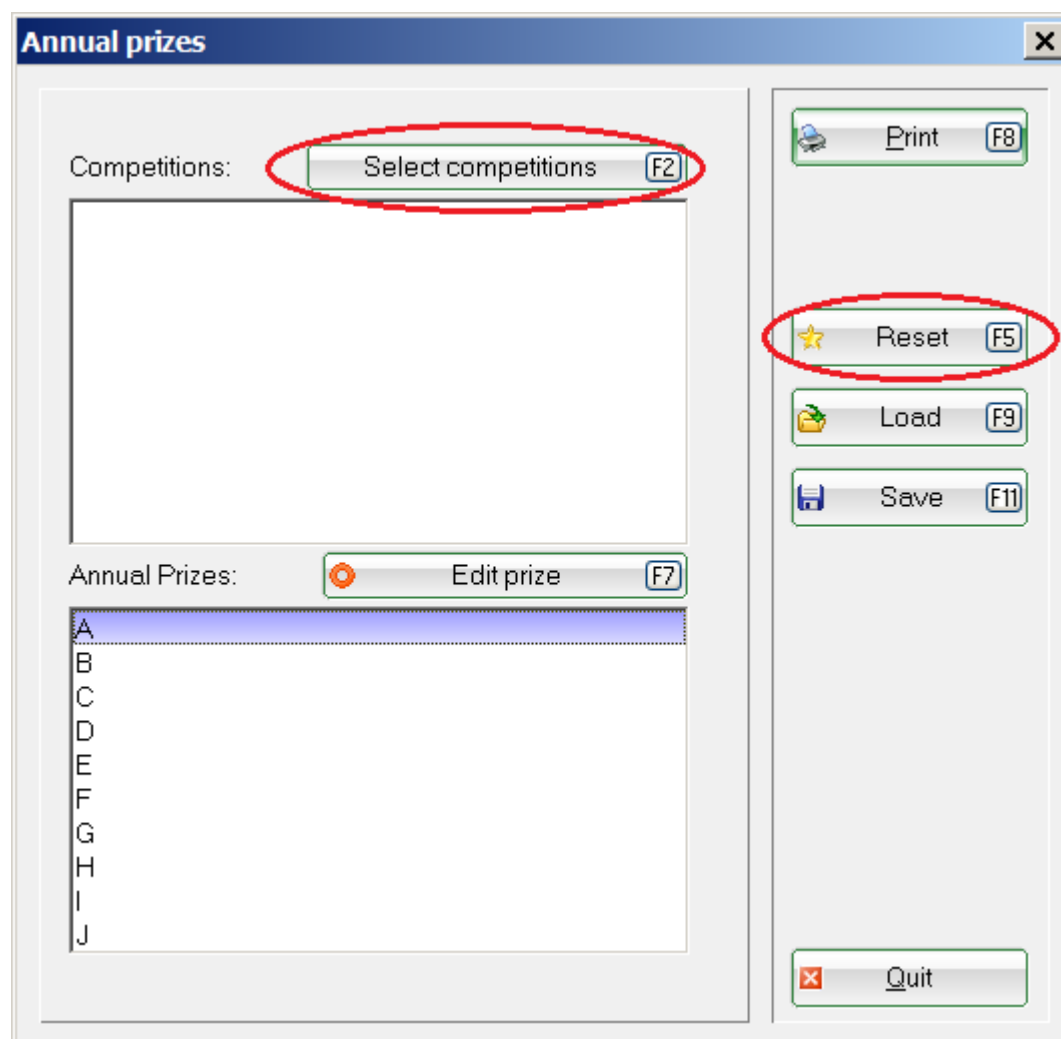 Annual prizes
Competitions:
Select competitions F2
Annual Prizes:
Edit prize F7
A
B
C
D
E
F
G
H
I
J
Print F8
Reset F5
Load F9
Save F11
Quit